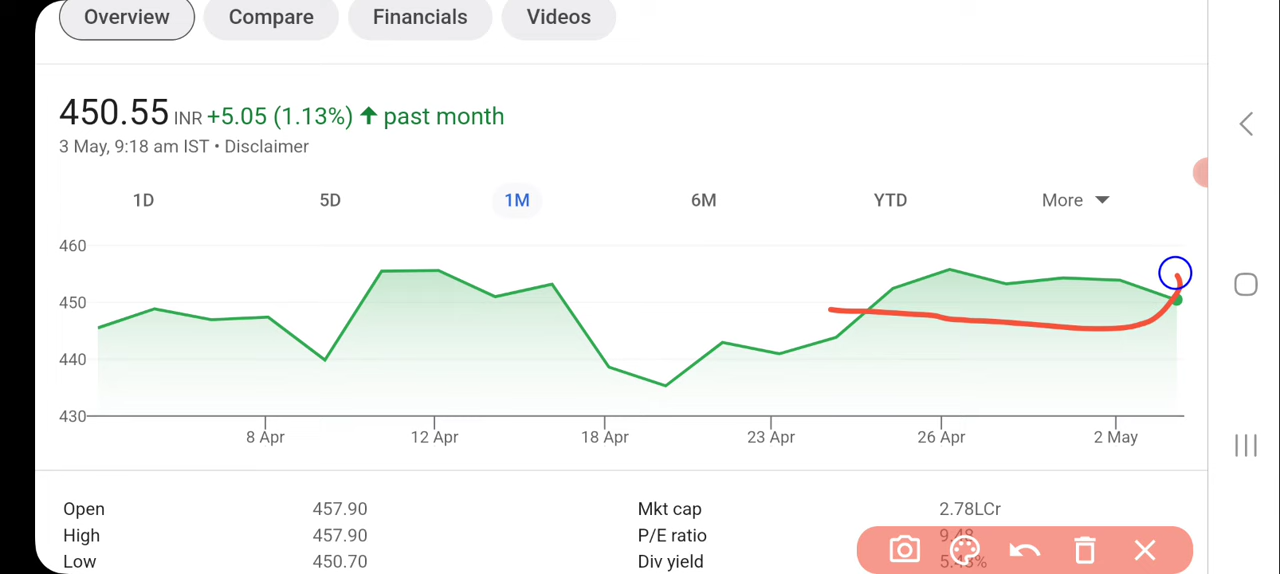 Overview Compare Financials Videos
450.55 INR +5.05 (1.13%) ↑ past month
3 May, 9:18 am IST • Disclaimer
1D 5D 1M 6M YTD More
460
450
440
430
8 Apr 12 Apr 18 Apr 23 Apr 26 Apr 2 May
Open 457.90 Mkt cap 2.78LCr
High 457.90 P/E ratio
Low 450.70 Div yield